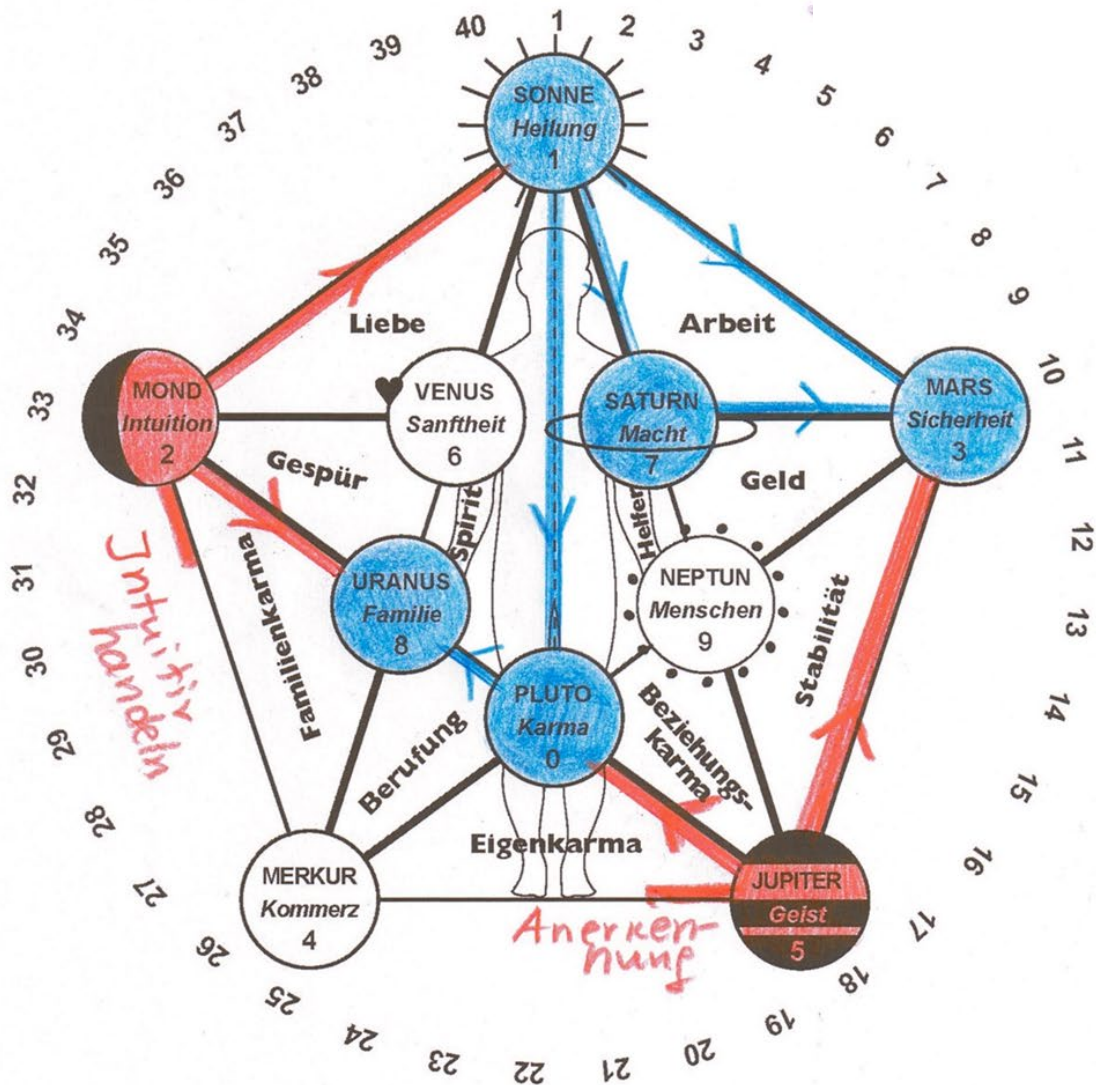 40 1 2 3 4 5 6 7 8 9 10 11 12 13 14 15 16 17 18 19 20 21 22 23 24 25 26 27 28 29 30 31 32 33 34 35 36 37 38 39
SONNE
Heilung
1
Liebe
Arbeit
MOND
Intuition
2
VENUS
Sanftheit
6
SATURN
Macht
7
MARS
Sicherheit
3
Gespür
Spirit
Helfer
Geld
Intuitiv
handeln
Familienkarma
URANUS
Familie
8
NEPTUN
Menschen
9
Stabilität
PLUTO
Karma
0
Berufung
Beziehungs-
karma
Eigenkarma
MERKUR
Kommerz
4
JUPITER
Geist
5
Anerken-
nung